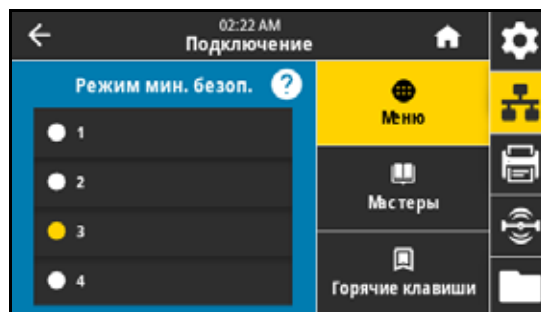 02:22 AM
Подключение
Режим мин. безоп. ?
1
2
3
4
Меню
Мастеры
Горячие клавиши